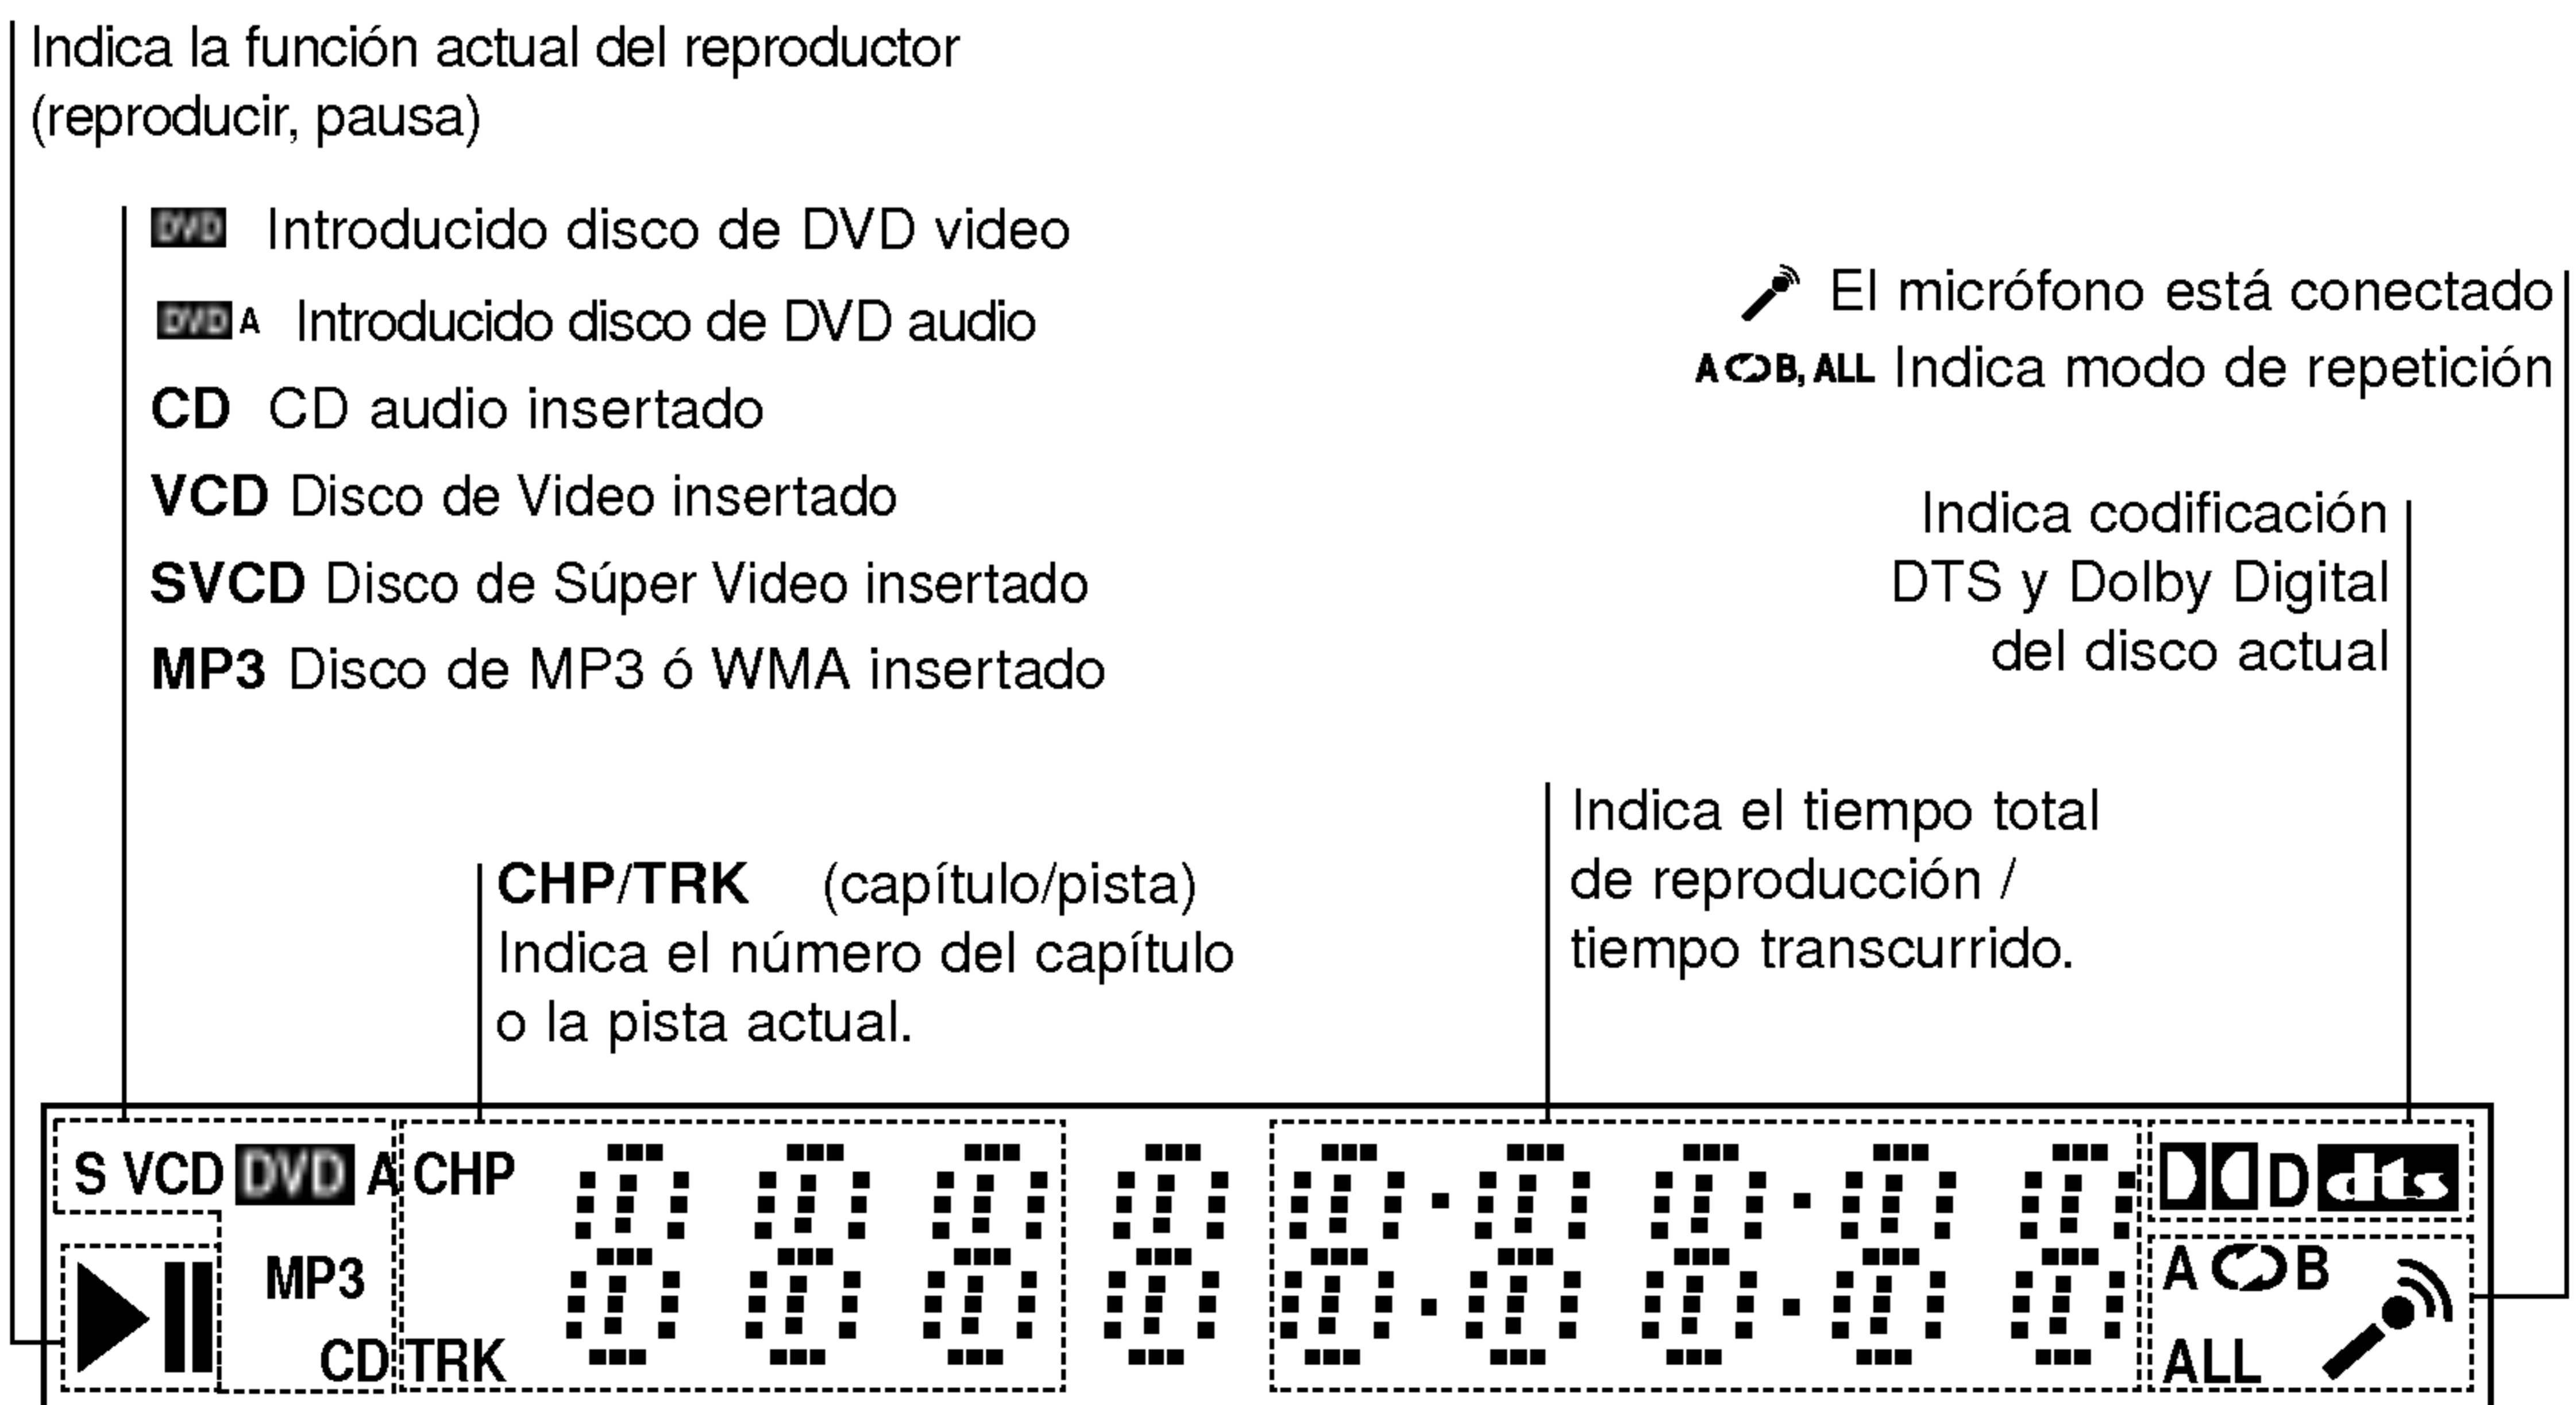 Indica la función actual del reproductor
(reproducir, pausa)
DVD Introducido disco de DVD video
DVD A Introducido disco de DVD audio
CD CD audio insertado
VCD Disco de Video insertado
SVCD Disco de Súper Video insertado
MP3 Disco de MP3 ó WMA insertado
El micrófono está conectado
A B, ALL Indica modo de repetición
Indica codificación
DTS y Dolby Digital
del disco actual
Indica el tiempo total
de reproducción /
tiempo transcurrido.
CHP/TRK (capítulo/pista)
Indica el número del capítulo
o la pista actual.
S VCD DVD A CHP
D dts
MP3
A B
CD TRK
ALL